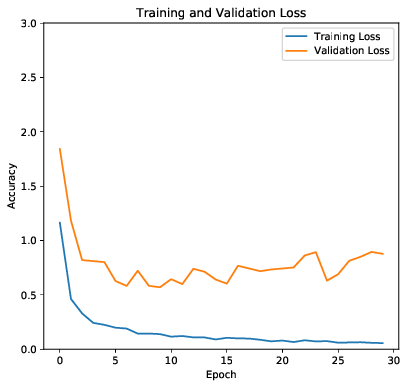 Training and Validation Loss
Training Loss
Validation Loss
3.0
2.5
2.0
1.5
1.0
0.5
0.0
Accuracy
0 5 10 15 20 25 30
Epoch